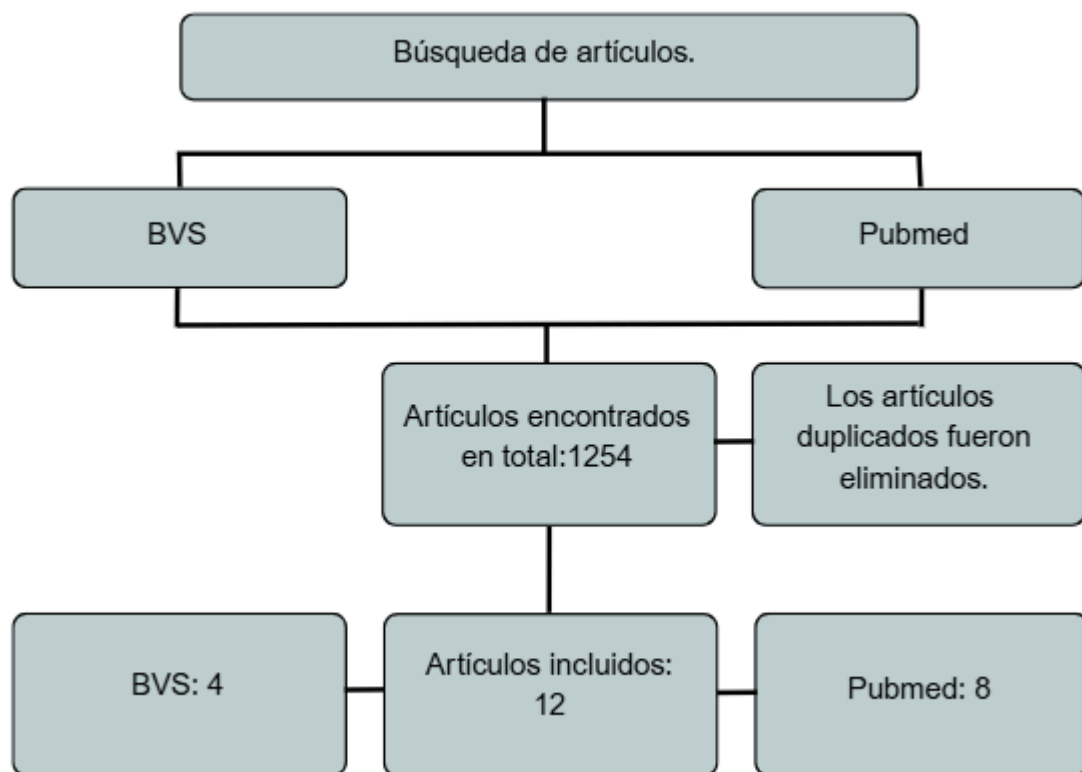 Búsqueda de artículos.
BVS
Pubmed
Artículos encontrados
en total:1254
Los artículos
duplicados fueron
eliminados.
BVS: 4
Artículos incluidos:
12
Pubmed: 8